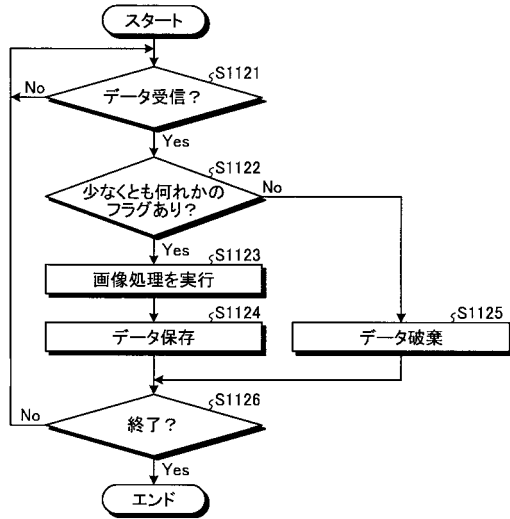 スタート
S1121
データ受信？
No
Yes
S1122
少なくとも何れかの
フラグあり？
No
Yes
S1123
画像処理を実行
S1124
データ保存
S1125
データ破棄
S1126
終了？
No
Yes
エンド